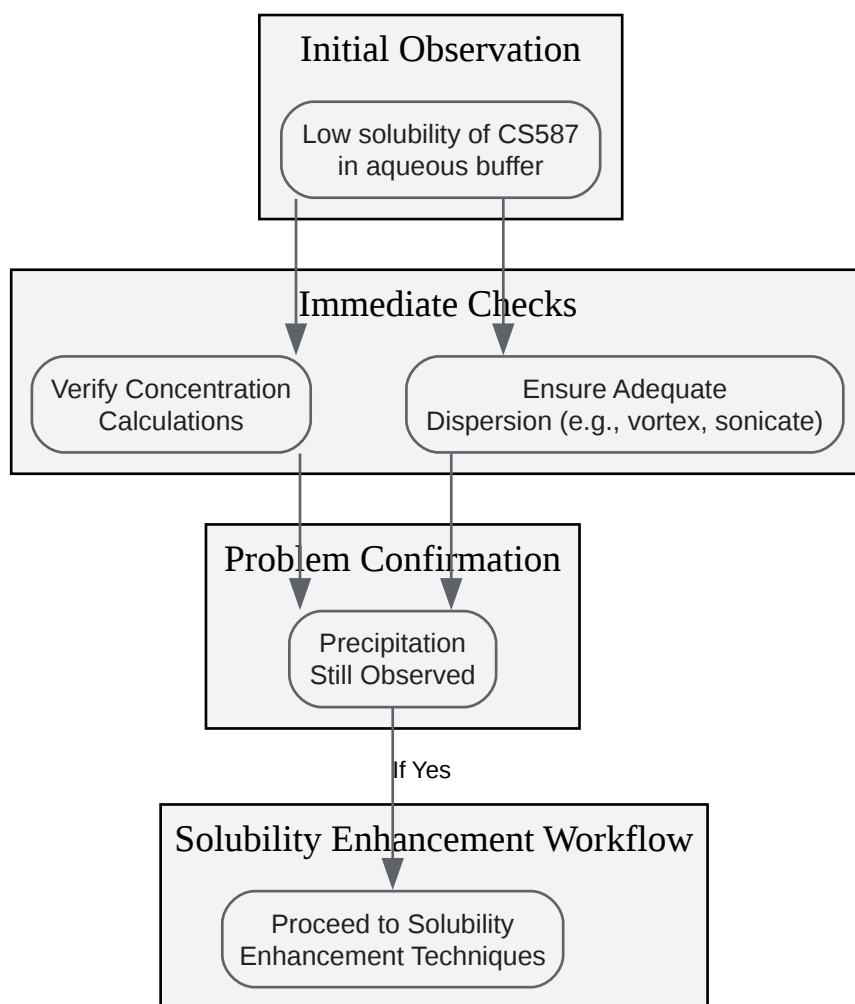 Initial Observation
Low solubility of CS587
in aqueous buffer
Immediate Checks
Verify Concentration
Calculations
Ensure Adequate
Dispersion (e.g., vortex, sonicate)
Problem Confirmation
Precipitation
Still Observed
If Yes
Solubility Enhancement Workflow
Proceed to Solubility
Enhancement Techniques